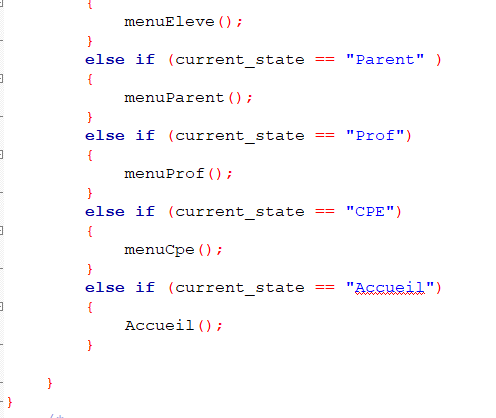 {
menuEleve();
}
else if (current_state == "Parent" )
{
menuParent();
}
else if (current_state == "Prof")
{
menuProf();
}
else if (current_state == "CPE")
{
menuCpe();
}
else if (current_state == "Accueil")
{
Accueil();
}
}
}
/*